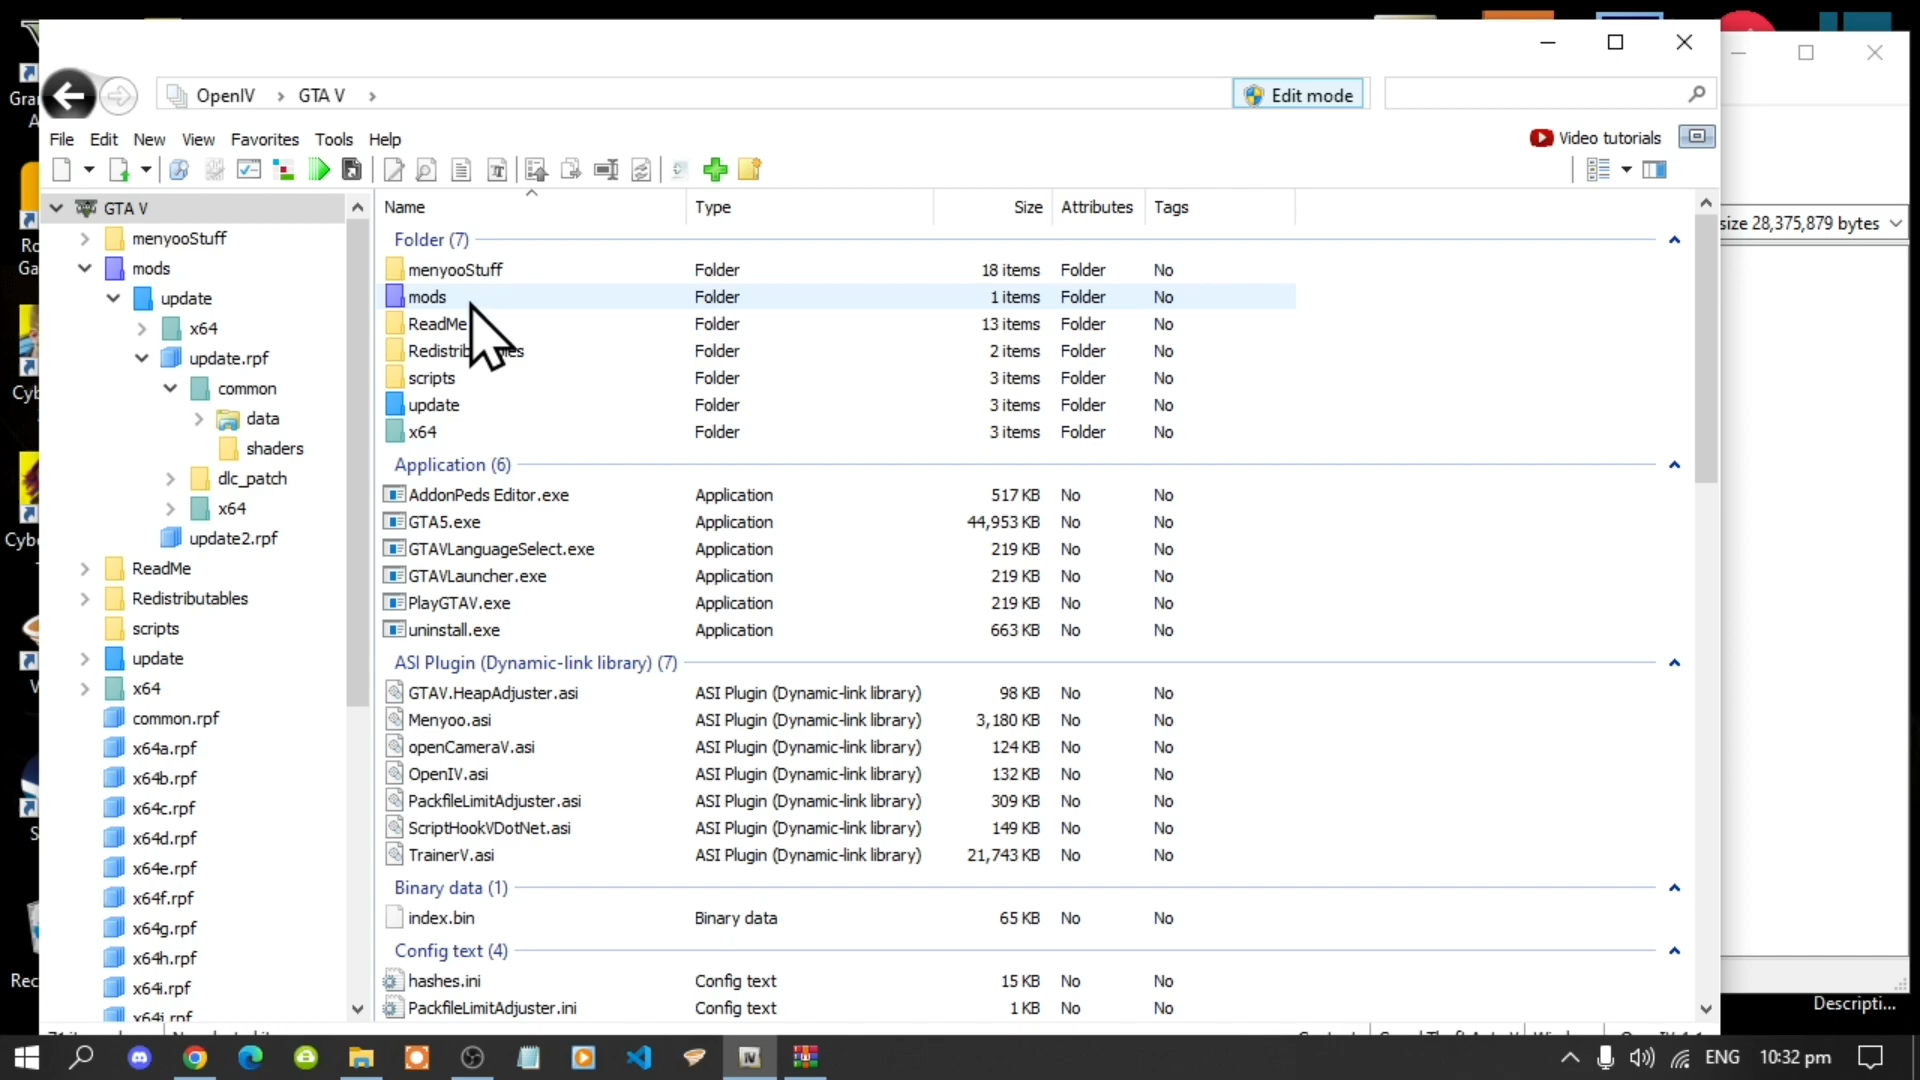 OpenIV > GTA V >
Edit mode
File Edit New View Favorites Tools Help
Video tutorials
GTA V
menyooStuff
mods
update
x64
update.rpf
common
data
shaders
dlc_patch
x64
update2.rpf
ReadMe
Redistributables
scripts
update
x64
common.rpf
x64a.rpf
x64b.rpf
x64c.rpf
x64d.rpf
x64e.rpf
x64f.rpf
x64g.rpf
x64h.rpf
x64i.rpf
Name Type Size Attributes Tags
Folder (7)
menyooStuff Folder 18 items Folder No
mods Folder 1 items Folder No
ReadMe Folder 13 items Folder No
Folder 2 items Folder No
scripts Folder 3 items Folder No
update Folder 3 items Folder No
x64 Folder 3 items Folder No
Application (6)
AddonPeds Editor.exe Application 517 KB No No
GTA5.exe Application 44,953 KB No No
GTAVLanguageSelect.exe Application 219 KB No No
GTAVLauncher.exe Application 219 KB No No
PlayGTAV.exe Application 219 KB No No
uninstall.exe Application 663 KB No No
ASI Plugin (Dynamic-link library) (7)
GTAV.HeapAdjuster.asi ASI Plugin (Dynamic-link library) 98 KB No No
Menyoo.asi ASI Plugin (Dynamic-link library) 3,180 KB No No
openCameraV.asi ASI Plugin (Dynamic-link library) 124 KB No No
OpenIV.asi ASI Plugin (Dynamic-link library) 132 KB No No
PackfileLimitAdjuster.asi ASI Plugin (Dynamic-link library) 309 KB No No
ScriptHookVDotNet.asi ASI Plugin (Dynamic-link library) 149 KB No No
TrainerV.asi ASI Plugin (Dynamic-link library) 21,743 KB No No
Binary data (1)
index.bin Binary data 65 KB No No
Config text (4)
hashes.ini Config text 15 KB No No
PackfileLimitAdjuster.ini Config text 1 KB No No
size 28,375,879 bytes
Descripti...
ENG 10:32 pm